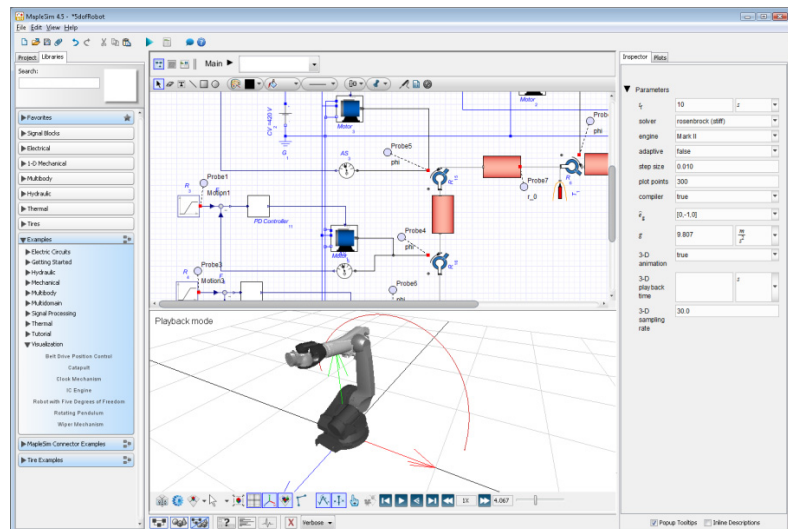 MapleSim 4.5 - *5dofRobot
File Edit View Help
Project Libraries
Search:
Favorites
Signal Blocks
Electrical
1-D Mechanical
Multibody
Hydraulic
Thermal
Tires
Examples
Electric Circuits
Getting Started
Hydraulic
Mechanical
Multibody
Multidomain
Signal Processing
Thermal
Tutorial
Visualization
Belt Drive Position Control
Catapult
Clock Mechanism
IC Engine
Robot with Five Degrees of Freedom
Rotating Pendulum
Wiper Mechanism
MapleSim Connector Examples
Tire Examples
Main
CV=420 V
G
Motor
Probe5
phi
AS
Probe1
Motion1
PD Controller
Probe4
phi
Probe7
r_0
Probe3
Probe6
phi
Playback mode
1X
4.067
Verbose
Inspector Plots
Parameters
10
solver rosenbrock (stiff)
engine Mark II
adaptive false
step size 0.010
plot points 300
compiler true
[0,-1,0]
g 9.807
3-D animation true
3-D playback time
3-D sampling rate 30.0
Popup Tooltips Inline Descriptions